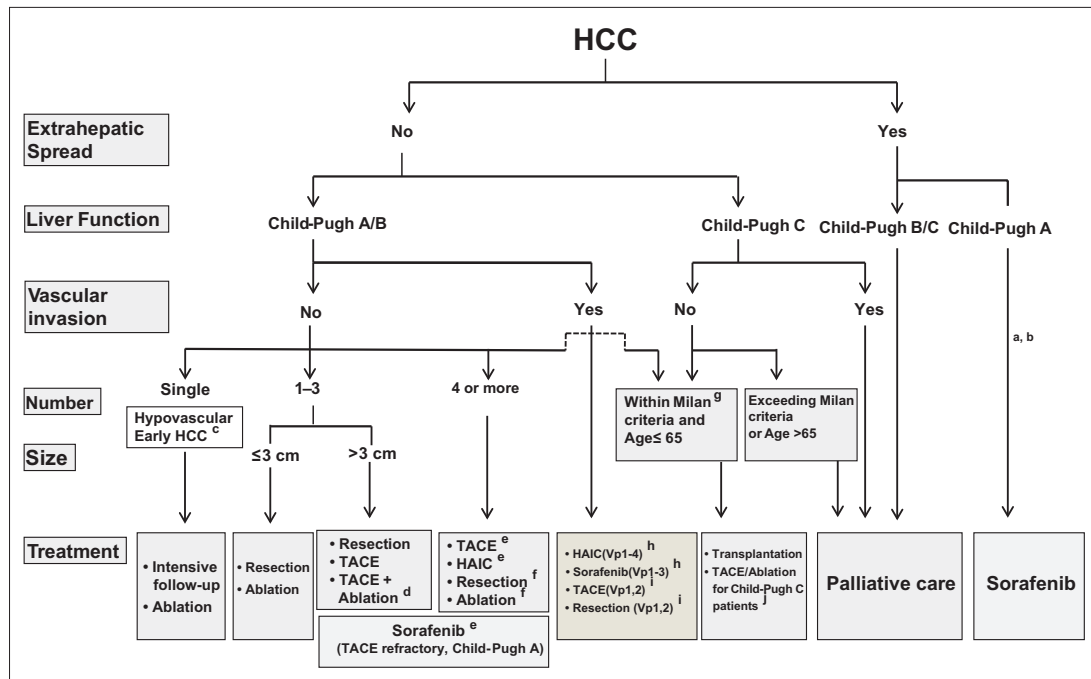 HCC
Extrahepatic
Spread
No
Yes
Liver Function
Child-Pugh A/B
Child-Pugh C
Child-Pugh B/C
Child-Pugh A
Vascular
invasion
No
Yes
No
Yes
a, b
Number
Single
1–3
4 or more
Hypovascular
Early HCC c
Within Milan g
criteria and
Age≤ 65
Exceeding Milan
criteria
or Age >65
Size
≤3 cm
>3 cm
Treatment
• Intensive
follow-up
• Ablation
• Resection
• Ablation
• Resection
• TACE
• TACE +
Ablation d
• TACE e
• HAIC e
• Resection f
• Ablation f
Sorafenib e
(TACE refractory, Child-Pugh A)
• HAIC(Vp1-4) h
• Sorafenib(Vp1-3) h
• TACE(Vp1,2) i
• Resection (Vp1,2) i
• Transplantation
• TACE/Ablation
for Child-Pugh C
patients j
Palliative care
Sorafenib